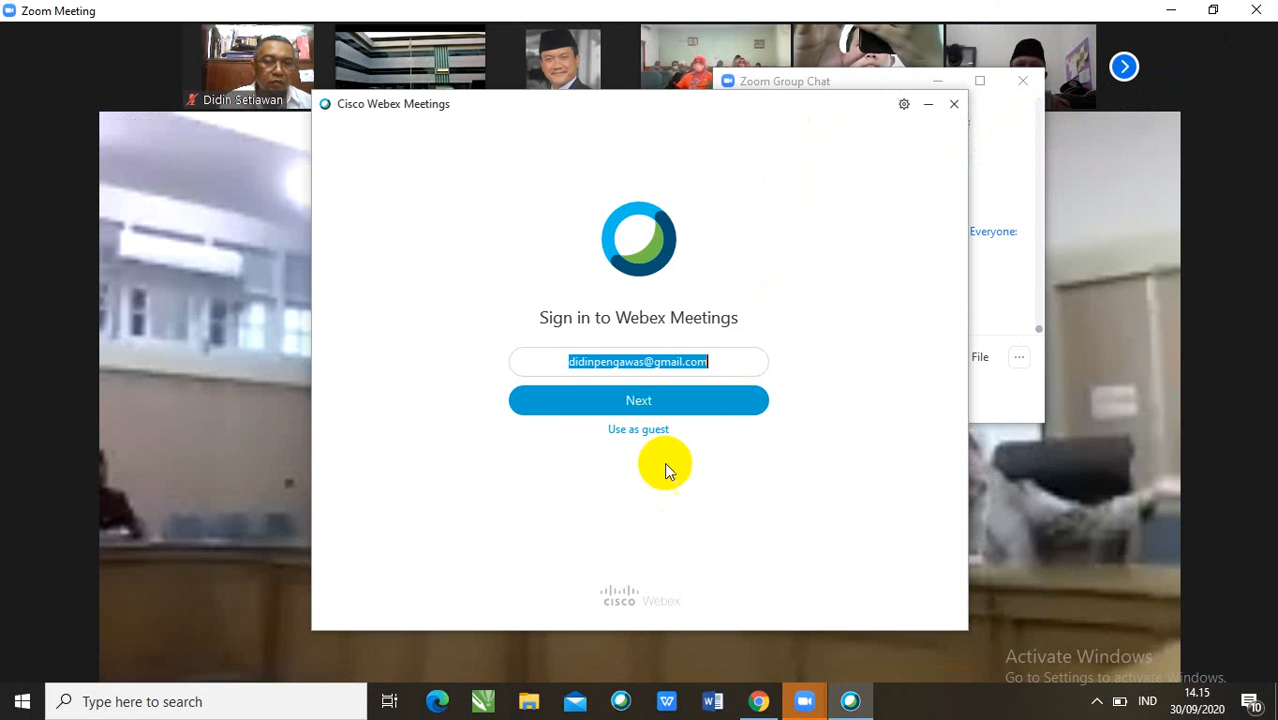 Zoom Meeting
Didin Setiawan
Zoom Group Chat
Cisco Webex Meetings
Everyone:
Sign in to Webex Meetings
File
didinpengawas@gmail.com
Next
Use as guest
cisco Webex
Activate Windows
Go to Settings to activate Windows.
Type here to search
IND
14.15
30/09/2020
10